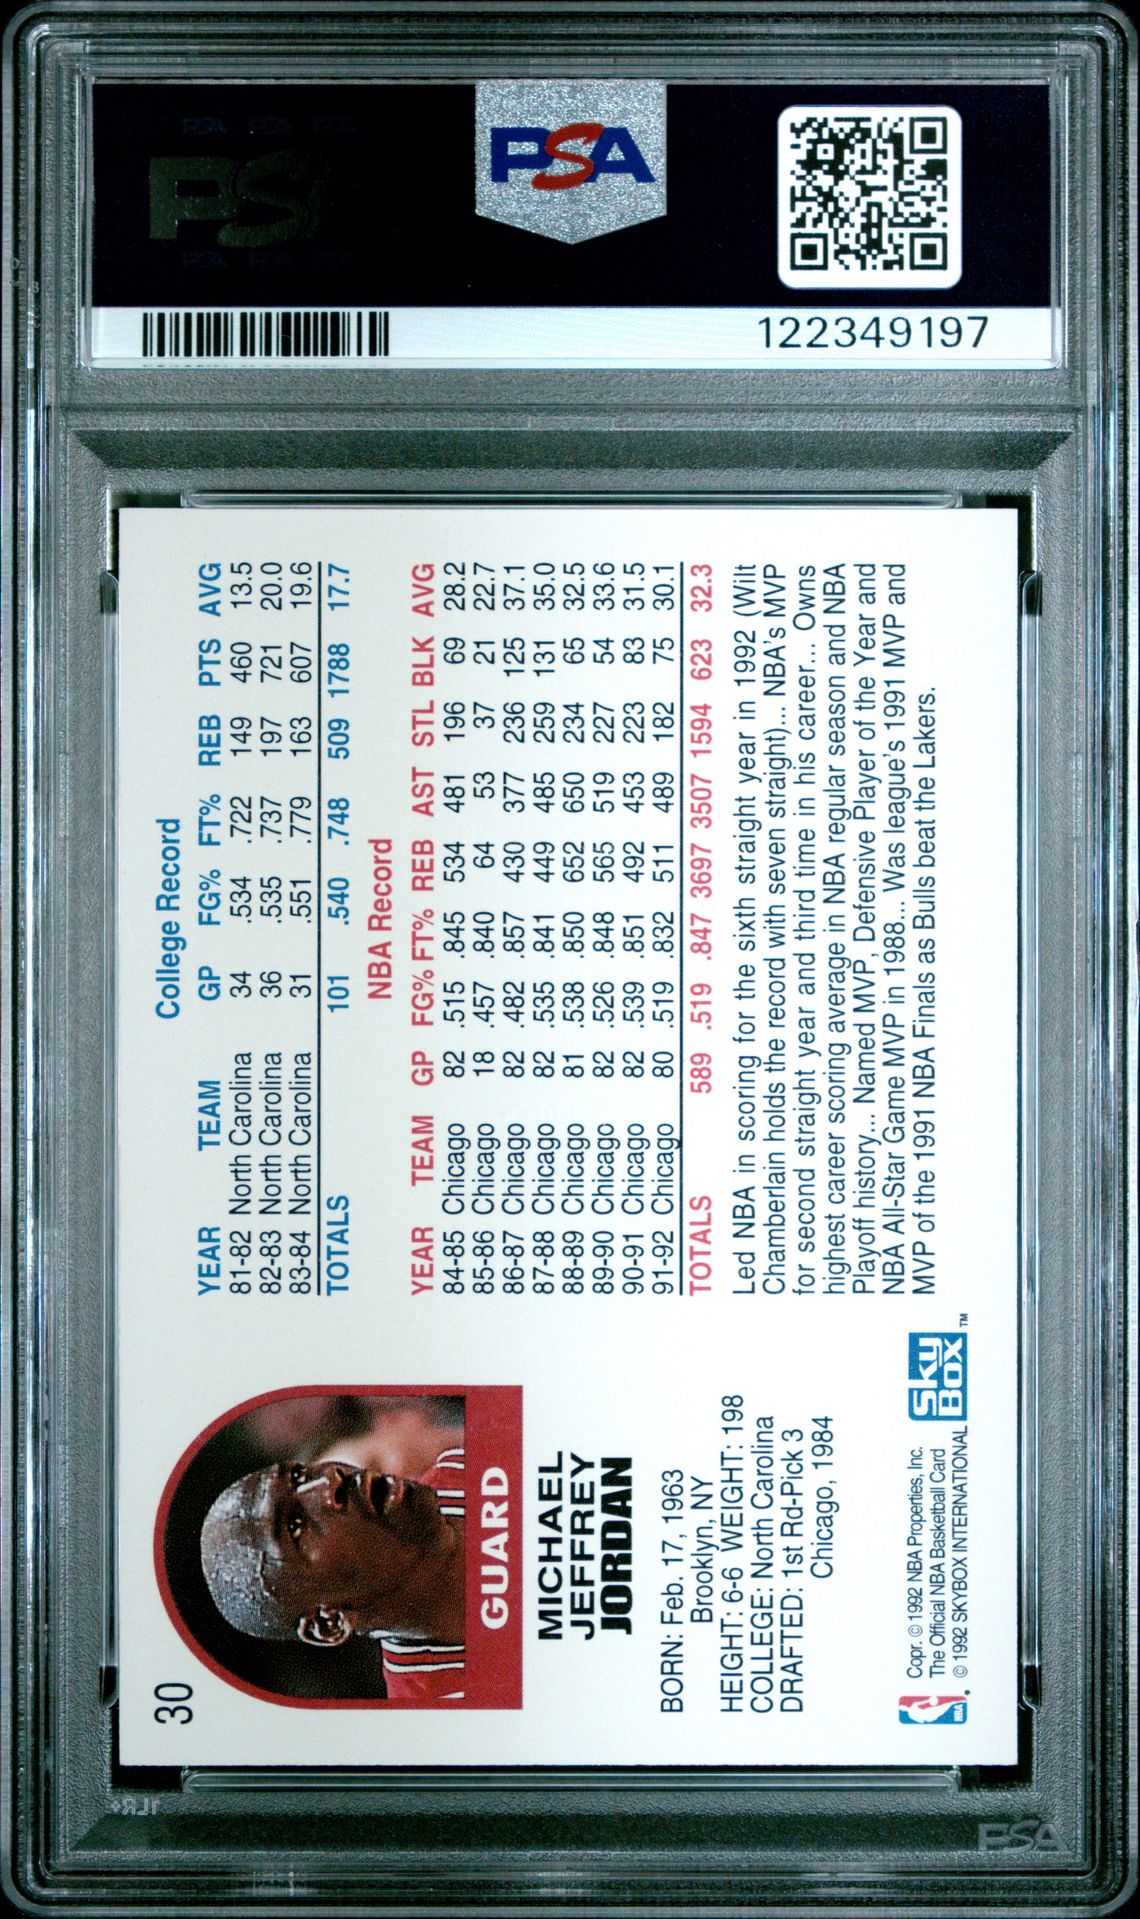 PSA
122349197
30
GUARD
MICHAEL
JEFFREY
JORDAN
BORN: Feb. 17, 1963
Brooklyn, NY
HEIGHT: 6-6 WEIGHT: 198
COLLEGE: North Carolina
DRAFTED: 1st Rd-Pick 3
Chicago, 1984
Copr. © 1992 NBA Properties, Inc.
The Official NBA Basketball Card
© 1992 SKYBOX INTERNATIONAL
NBA
SkyBox™
College Record
YEAR TEAM GP FG% FT% REB PTS AVG
81-82 North Carolina 34 .534 .722 149 460 13.5
82-83 North Carolina 36 .535 .737 197 721 20.0
83-84 North Carolina 31 .551 .779 163 607 19.6
TOTALS 101 .540 .748 509 1788 17.7
NBA Record
YEAR TEAM GP FG% FT% REB AST STL BLK AVG
84-85 Chicago 82 .515 .845 534 481 196 69 28.2
85-86 Chicago 18 .457 .840 64 53 37 21 22.7
86-87 Chicago 82 .482 .857 430 377 236 125 37.1
87-88 Chicago 82 .535 .841 449 485 259 131 35.0
88-89 Chicago 81 .538 .850 652 650 234 65 32.5
89-90 Chicago 82 .526 .848 565 519 227 54 33.6
90-91 Chicago 82 .539 .851 492 453 223 83 31.5
91-92 Chicago 80 .519 .832 511 489 182 75 30.1
TOTALS 589 .519 .847 3697 3507 1594 623 32.3
Led NBA in scoring for the sixth straight year in 1992 (Wilt
Chamberlain holds the record with seven straight)... NBA's MVP
for second straight year and third time in his career... Owns
highest career scoring average in NBA regular season and NBA
Playoff history... Named MVP, Defensive Player of the Year and
NBA All-Star Game MVP in 1988... Was league's 1991 MVP and
MVP of the 1991 NBA Finals as Bulls beat the Lakers.
PSA